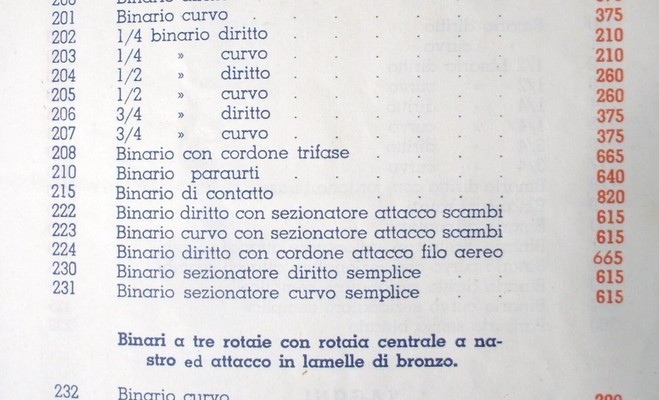 200 Binario
201 Binario curvo . . . . . 375
202 1/4 binario diritto . . . . 210
203 1/4 » curvo . . . . 210
204 1/2 » diritto . . . . 260
205 1/2 » curvo . . . . 260
206 3/4 » diritto . . . . 375
207 3/4 » curvo . . . . 375
208 Binario con cordone trifase . . . 665
210 Binario paraurti . . . . 640
215 Binario di contatto . . . . 820
222 Binario diritto con sezionatore attacco scambi 615
223 Binario curvo con sezionatore attacco scambi 615
224 Binario diritto con cordone attacco filo aereo 665
230 Binario sezionatore diritto semplice . . 615
231 Binario sezionatore curvo semplice . . 615
Binari a tre rotaie con rotaia centrale a na-
stro ed attacco in lamelle di bronzo.
232 Binario curvo